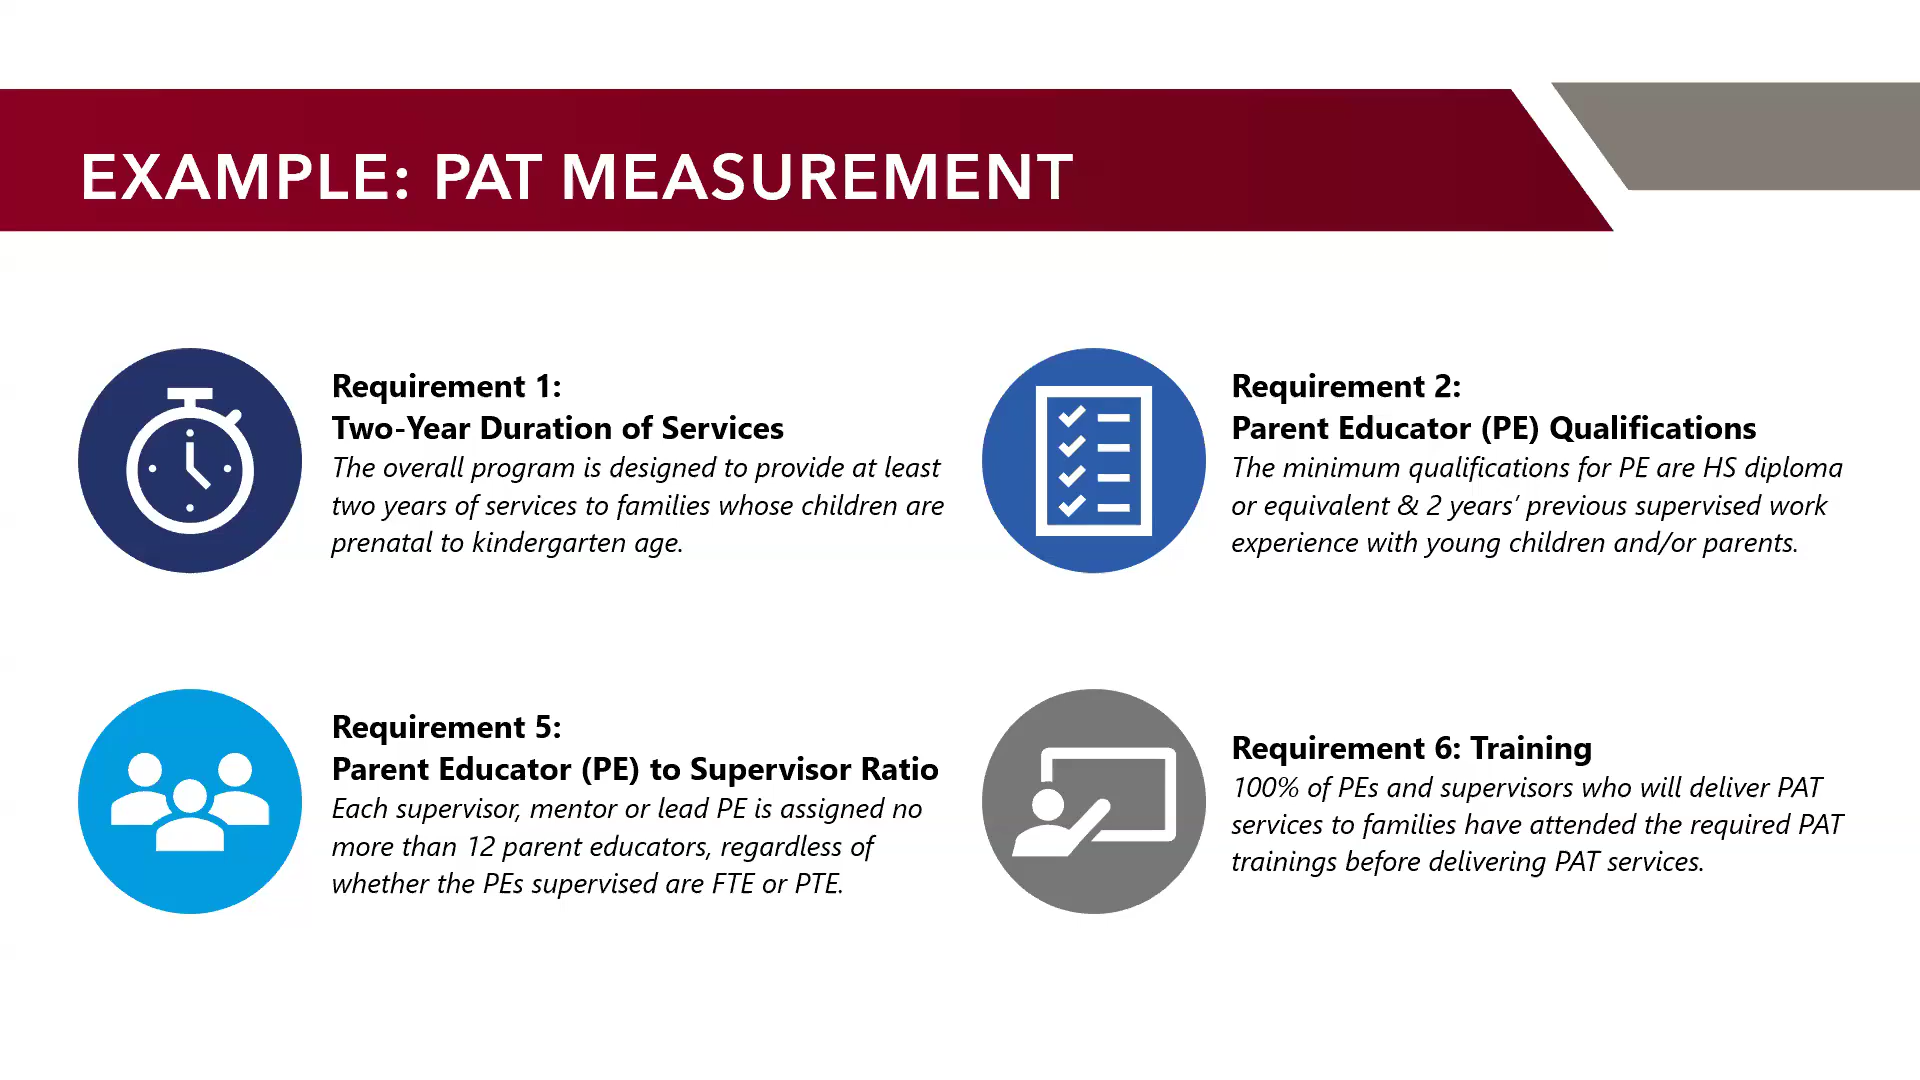 EXAMPLE: PAT MEASUREMENT
Requirement 1:
Two-Year Duration of Services
The overall program is designed to provide at least
two years of services to families whose children are
prenatal to kindergarten age.
Requirement 2:
Parent Educator (PE) Qualifications
The minimum qualifications for PE are HS diploma
or equivalent & 2 years’ previous supervised work
experience with young children and/or parents.
Requirement 5:
Parent Educator (PE) to Supervisor Ratio
Each supervisor, mentor or lead PE is assigned no
more than 12 parent educators, regardless of
whether the PEs supervised are FTE or PTE.
Requirement 6: Training
100% of PEs and supervisors who will deliver PAT
services to families have attended the required PAT
trainings before delivering PAT services.